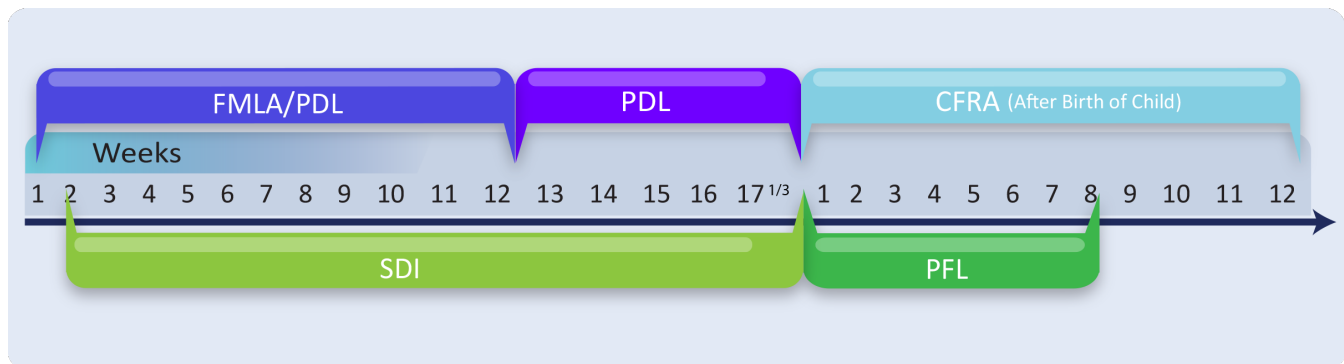 FMLA/PDL PDL CFRA (After Birth of Child)
Weeks
1 2 3 4 5 6 7 8 9 10 11 12 13 14 15 16 17 1/3 1 2 3 4 5 6 7 8 9 10 11 12
SDI PFL